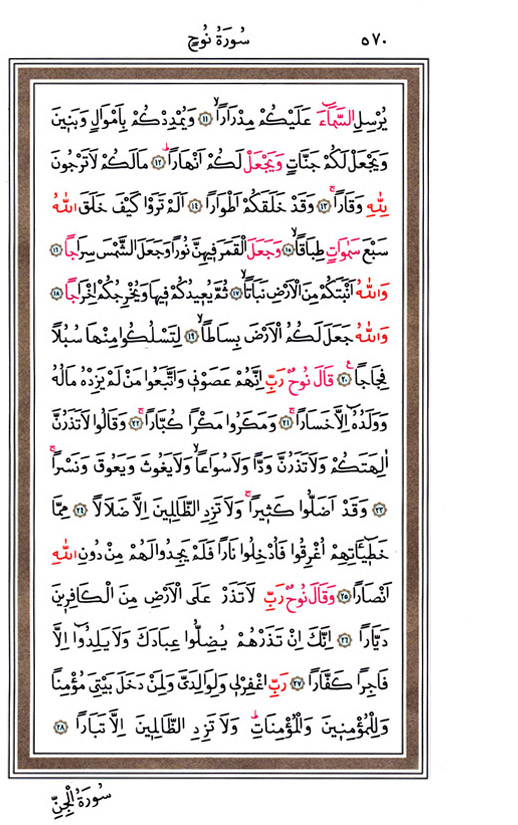 ٥٧٠ سُورَةُ نُوحٍ
يُرْسِلِ السَّمَٓاءَ عَلَيْكُمْ مِدْرَارًاۙ ﴿١١﴾ وَيُمْدِدْكُمْ بِاَمْوَالٍ وَبَن۪ينَ
وَيَجْعَلْ لَكُمْ جَنَّاتٍ وَيَجْعَلْ لَكُمْ اَنْهَارًاۜ ﴿١٢﴾ مَالَكُمْ لَا تَرْجُونَ
لِلّٰهِ وَقَارًاۚ ﴿١٣﴾ وَقَدْ خَلَقَكُمْ اَطْوَارًا ﴿١٤﴾ اَلَمْ تَرَوْا كَيْفَ خَلَقَ اللّٰهُ
سَبْعَ سَمٰوَاتٍ طِبَاقًاۙ ﴿١٥﴾ وَجَعَلَ الْقَمَرَ ف۪يهِنَّ نُورًا وَجَعَلَ الشَّمْسَ سِرَاجًا ﴿١٦﴾
وَاللّٰهُ اَنْبَتَكُمْ مِنَ الْاَرْضِ نَبَاتًاۙ ﴿١٧﴾ ثُمَّ يُع۪يدُكُمْ ف۪يهَا وَيُخْرِجُكُمْ اِخْرَاجًا ﴿١٨﴾
وَاللّٰهُ جَعَلَ لَكُمُ الْاَرْضَ بِسَاطًاۙ ﴿١٩﴾ لِتَسْلُكُوا مِنْهَا سُبُلًا
فِجَاجًا۟ ﴿٢٠﴾ قَالَ نُوحٌ رَبِّ اِنَّهُمْ عَصَوْن۪ي وَاتَّبَعُوا مَنْ لَمْ يَزِدْهُ مَالُهُ
وَوَلَدُهُٓ اِلَّا خَسَارًاۚ ﴿٢١﴾ وَمَكَرُوا مَكْرًا كُبَّارًاۚ ﴿٢٢﴾ وَقَالُوا لَا تَذَرُنَّ
اٰلِهَتَكُمْ وَلَا تَذَرُنَّ وَدًّا وَلَا سُوَاعًاۙ وَلَا يَغُوثَ وَيَعُوقَ وَنَسْرًاۚ
﴿٢٣﴾ وَقَدْ اَضَلُّوا كَث۪يرًاۚ وَلَا تَزِدِ الظَّالِم۪ينَ اِلَّا ضَلَالًا ﴿٢٤﴾ مِمَّا
خَط۪ٓيـَٔاتِهِمْ اُغْرِقُوا فَاُدْخِلُوا نَارًا فَلَمْ يَجِدُوا لَهُمْ مِنْ دُونِ اللّٰهِ
اَنْصَارًا ﴿٢٥﴾ وَقَالَ نُوحٌ رَبِّ لَا تَذَرْ عَلَى الْاَرْضِ مِنَ الْكَافِر۪ينَ
دَيَّارًا ﴿٢٦﴾ اِنَّكَ اِنْ تَذَرْهُمْ يُضِلُّوا عِبَادَكَ وَلَا يَلِدُٓوا اِلَّا
فَاجِرًا كَفَّارًا ﴿٢٧﴾ رَبِّ اغْفِرْ ل۪ي وَلِوَالِدَيَّ وَلِمَنْ دَخَلَ بَيْتِيَ مُؤْمِنًا
وَلِلْمُؤْمِن۪ينَ وَالْمُؤْمِنَاتِۜ وَلَا تَزِدِ الظَّالِم۪ينَ اِلَّا تَبَارًا ﴿٢٨﴾
سُورَةُ الْجِنِّ